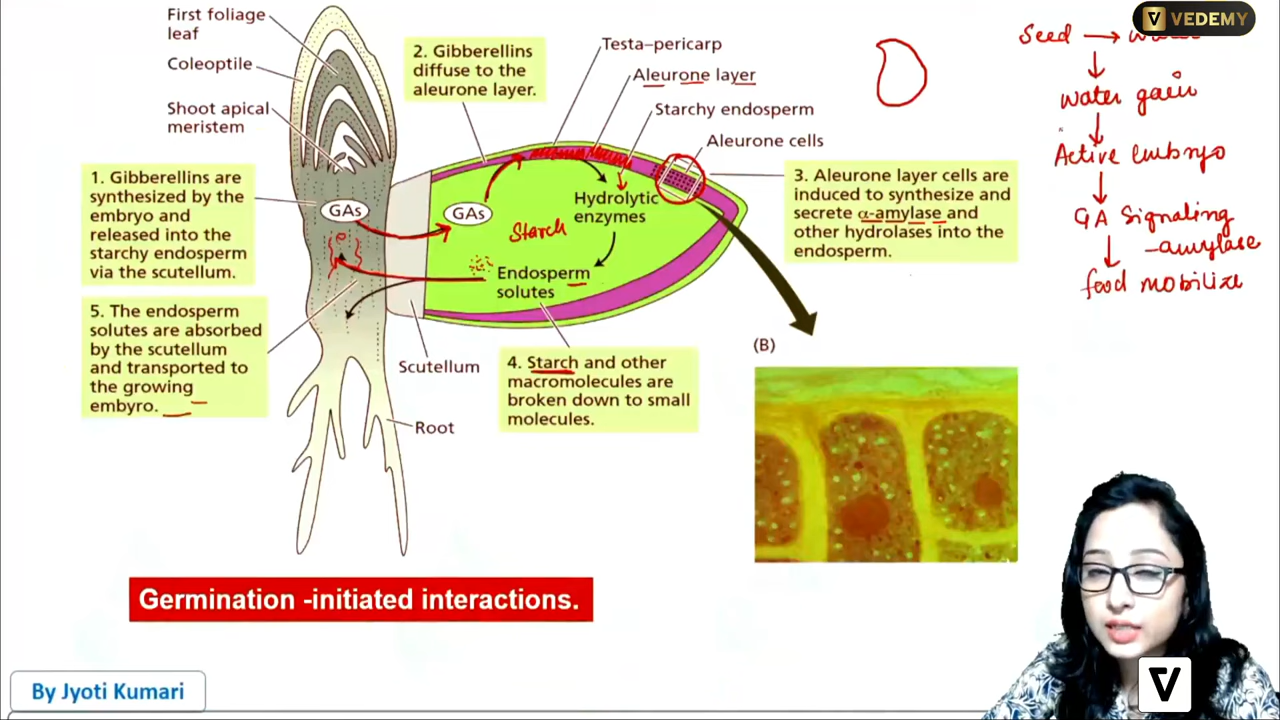 First foliage
leaf
Coleoptile
Shoot apical
meristem
1. Gibberellins are
synthesized by the
embryo and
released into the
starchy endosperm
via the scutellum.
5. The endosperm
solutes are absorbed
by the scutellum
and transported to
the growing
embyro.
GAs
2. Gibberellins
diffuse to the
aleurone layer.
Testa–pericarp
Aleurone layer
Starchy endosperm
Aleurone cells
GAs
Hydrolytic
enzymes
Starch
Endosperm
solutes
Scutellum
Root
4. Starch and other
macromolecules are
broken down to small
molecules.
3. Aleurone layer cells are
induced to synthesize and
secrete α-amylase and
other hydrolases into the
endosperm.
(B)
VEDEMY
Seed →
water gain
Active embryo
GA Signaling
-amylase
food mobilize
Germination -initiated interactions.
By Jyoti Kumari